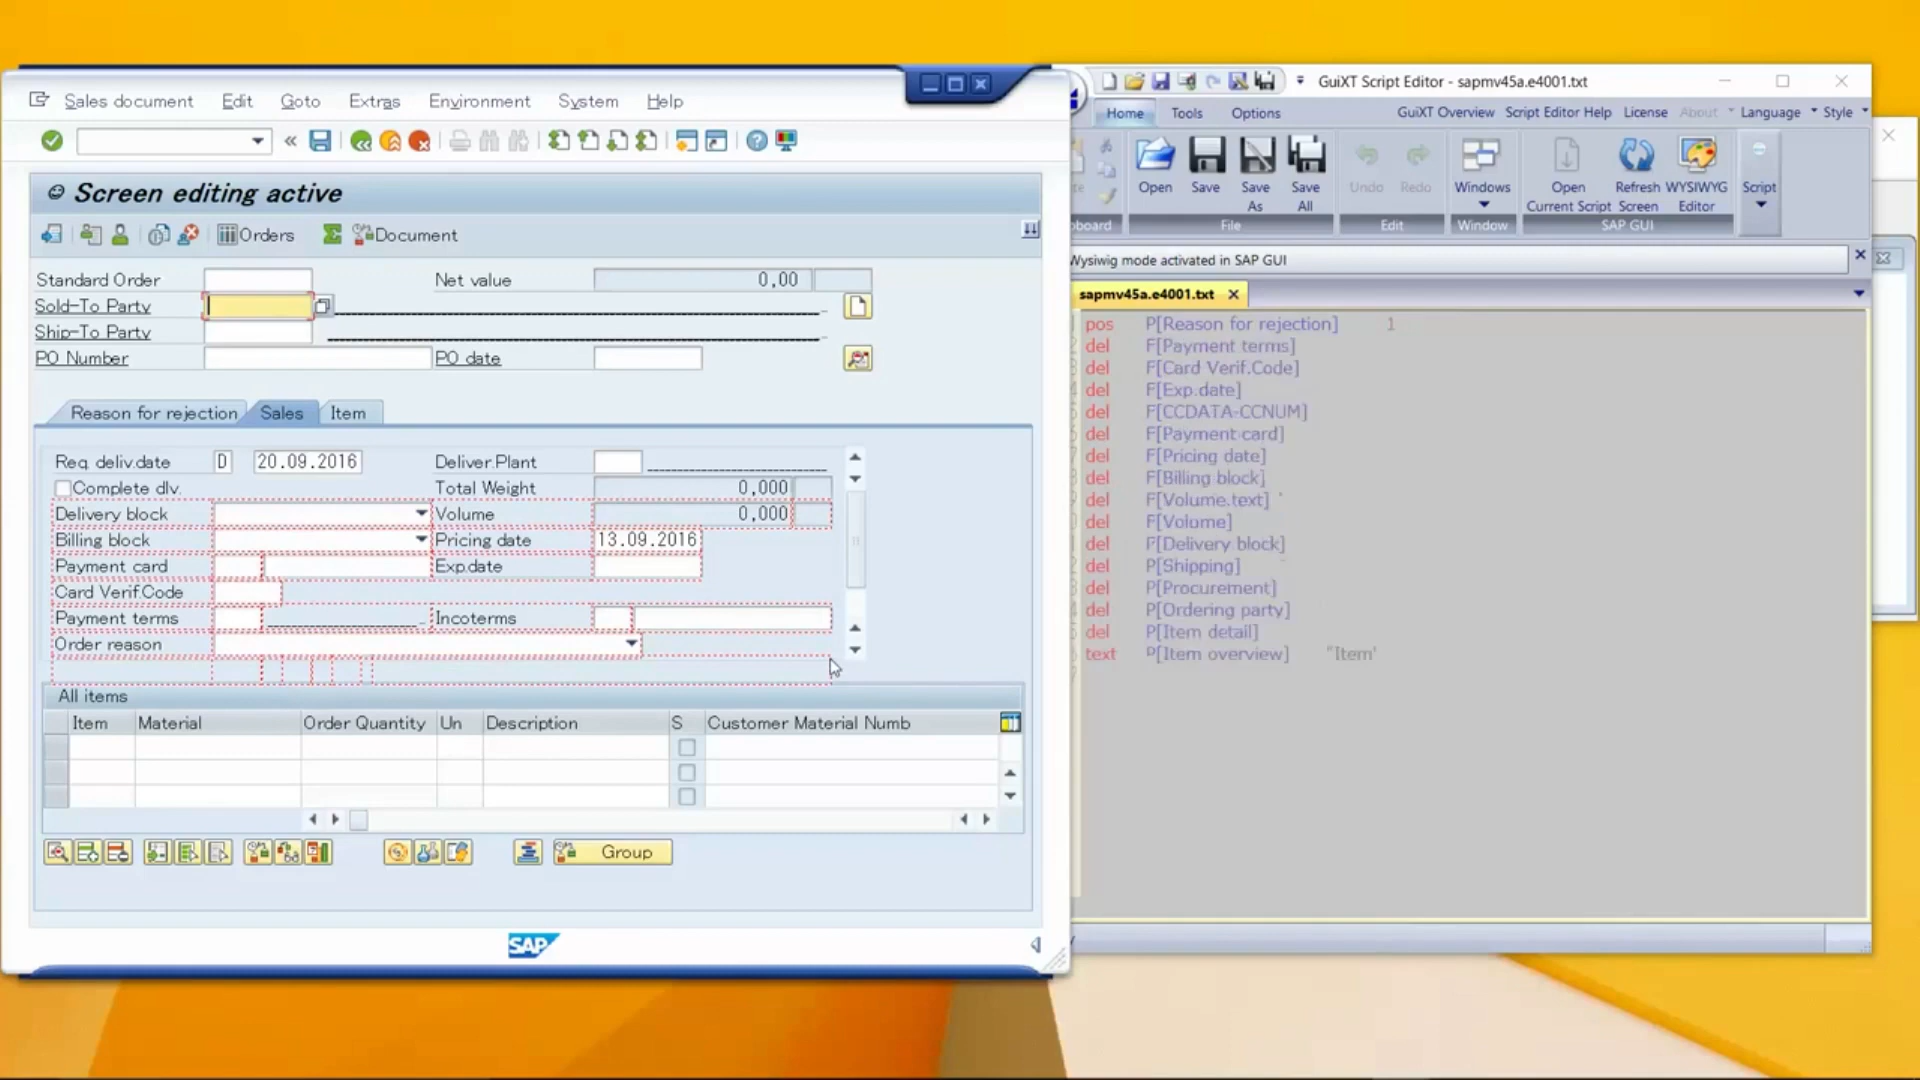 Sales document Edit Goto Extras Environment System Help
Screen editing active
Orders Document
Standard Order Net value 0,00
Sold-To Party
Ship-To Party
PO Number PO date
Reason for rejection Sales Item
Req. deliv.date D 20.09.2016 Deliver.Plant
Complete dlv. Total Weight 0,000
Delivery block Volume 0,000
Billing block Pricing date 13.09.2016
Payment card Exp.date
Card Verif.Code
Payment terms Incoterms
Order reason
All items
Item Material Order Quantity Un Description S Customer Material Numb
Group
SAP
GuiXT Script Editor - sapmv45a.e4001.txt
Home Tools Options GuiXT Overview Script Editor Help License About Language Style
Open Save Save As Save All Undo Redo Windows Open Current Script Refresh Screen WYSIWYG Editor Script
File Edit Window SAP GUI
Wysiwig mode activated in SAP GUI
sapmv45a.e4001.txt
pos P[Reason for rejection] 1
del F[Payment terms]
del F[Card Verif.Code]
del F[Exp.date]
del F[CCDATA-CCNUM]
del F[Payment card]
del F[Pricing date]
del F[Billing block]
del F[Volume.text]
del F[Volume]
del F[Delivery block]
del P[Shipping]
del P[Procurement]
del P[Ordering party]
del P[Item detail]
text P[Item overview] "Item'